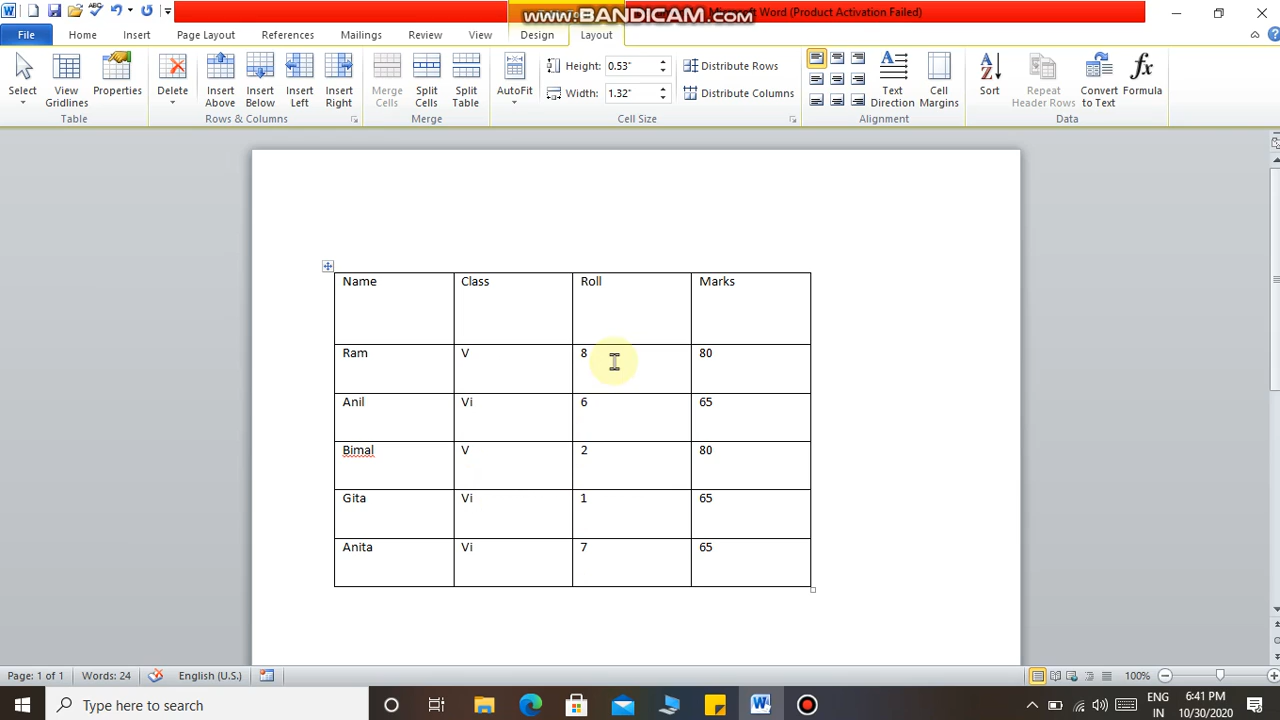 www.BANDICAM.com
Microsoft Word (Product Activation Failed)
File Home Insert Page Layout References Mailings Review View Design Layout
Select
View Gridlines
Properties
Table
Delete
Insert Above
Insert Below
Insert Left
Insert Right
Rows & Columns
Merge Cells
Split Cells
Split Table
Merge
AutoFit
Height: 0.53"
Width: 1.32"
Distribute Rows
Distribute Columns
Cell Size
Text Direction
Cell Margins
Alignment
Sort
Repeat Header Rows
Convert to Text
Formula
Data
Name Class Roll Marks
Ram V 8 80
Anil Vi 6 65
Bimal V 2 80
Gita Vi 1 65
Anita Vi 7 65
Page: 1 of 1 Words: 24 English (U.S.) 100%
Type here to search
ENG 6:41 PM
IN 10/30/2020